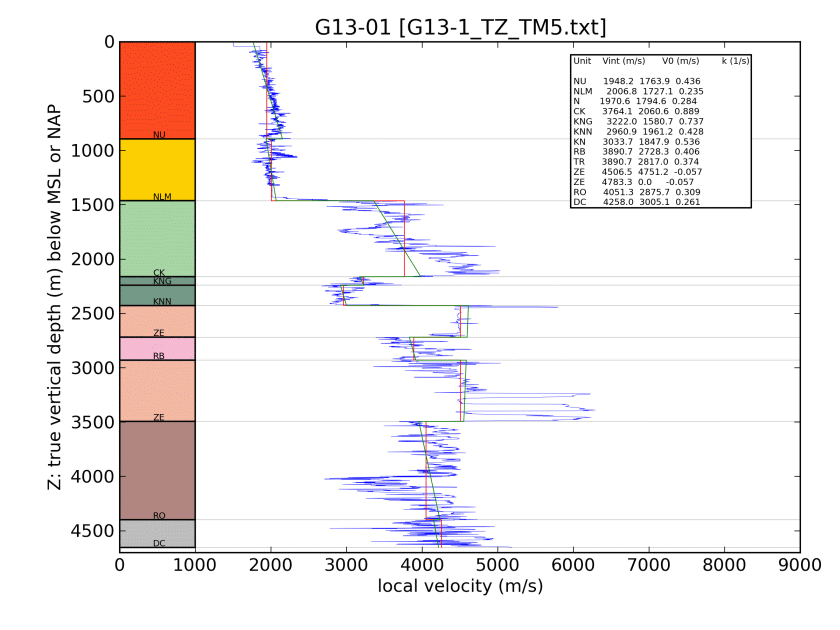 G13-01 [G13-1_TZ_TM5.txt]
Z: true vertical depth (m) below MSL or NAP
0
500
1000
1500
2000
2500
3000
3500
4000
4500
NU
NLM
CK
KNG
KNN
ZE
RB
ZE
RO
DC
Unit Vint (m/s) V0 (m/s) k (1/s)
NU 1948.2 1763.9 0.436
NLM 2006.8 1727.1 0.235
N 1970.6 1794.6 0.284
CK 3764.1 2060.6 0.889
KNG 3222.0 1580.7 0.737
KNN 2960.9 1961.2 0.428
KN 3033.7 1847.9 0.536
RB 3890.7 2728.3 0.406
TR 3890.7 2817.0 0.374
ZE 4506.5 4751.2 -0.057
ZE 4783.3 0.0 -0.057
RO 4051.3 2875.7 0.309
DC 4258.0 3005.1 0.261
0 1000 2000 3000 4000 5000 6000 7000 8000 9000
local velocity (m/s)